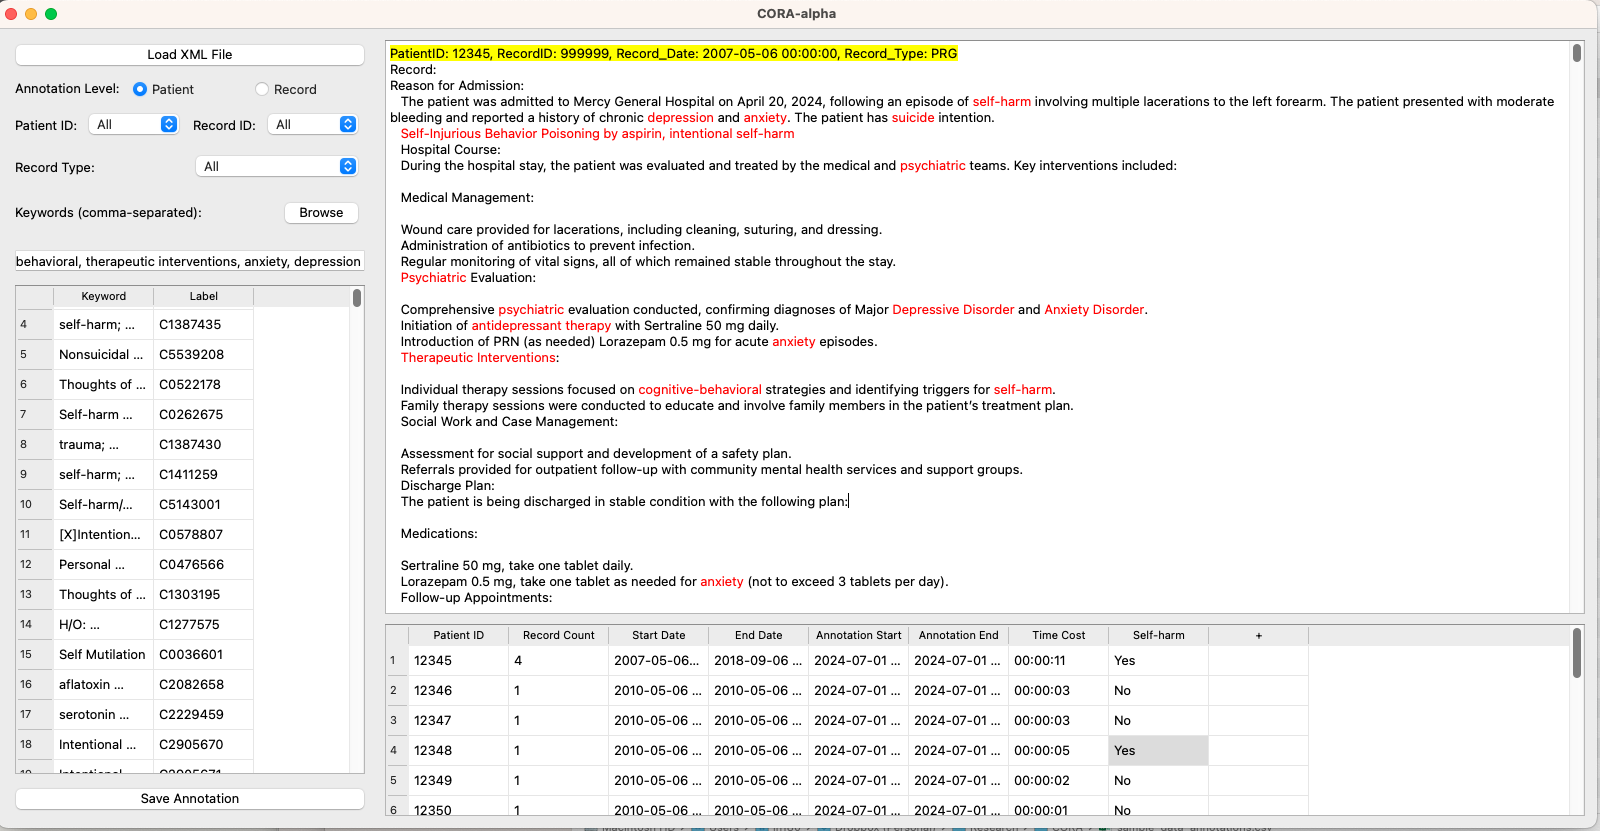 CORA-alpha
Load XML File
Annotation Level: Patient Record
Patient ID: All Record ID: All
Record Type: All
Keywords (comma-separated): Browse
behavioral, therapeutic interventions, anxiety, depression
Keyword Label
4 self-harm; ... C1387435
5 Nonsuicidal ... C5539208
6 Thoughts of ... C0522178
7 Self-harm ... C0262675
8 trauma; ... C1387430
9 self-harm; ... C1411259
10 Self-harm/... C5143001
11 [X]Intention... C0578807
12 Personal ... C0476566
13 Thoughts of ... C1303195
14 H/O: ... C1277575
15 Self Mutilation C0036601
16 aflatoxin ... C2082658
17 serotonin ... C2229459
18 Intentional ... C2905670
19 Intentional C2905671
Save Annotation
PatientID: 12345, RecordID: 999999, Record_Date: 2007-05-06 00:00:00, Record_Type: PRG
Record:
Reason for Admission:
The patient was admitted to Mercy General Hospital on April 20, 2024, following an episode of self-harm involving multiple lacerations to the left forearm. The patient presented with moderate
bleeding and reported a history of chronic depression and anxiety. The patient has suicide intention.
Self-Injurious Behavior Poisoning by aspirin, intentional self-harm
Hospital Course:
During the hospital stay, the patient was evaluated and treated by the medical and psychiatric teams. Key interventions included:
Medical Management:
Wound care provided for lacerations, including cleaning, suturing, and dressing.
Administration of antibiotics to prevent infection.
Regular monitoring of vital signs, all of which remained stable throughout the stay.
Psychiatric Evaluation:
Comprehensive psychiatric evaluation conducted, confirming diagnoses of Major Depressive Disorder and Anxiety Disorder.
Initiation of antidepressant therapy with Sertraline 50 mg daily.
Introduction of PRN (as needed) Lorazepam 0.5 mg for acute anxiety episodes.
Therapeutic Interventions:
Individual therapy sessions focused on cognitive-behavioral strategies and identifying triggers for self-harm.
Family therapy sessions were conducted to educate and involve family members in the patient's treatment plan.
Social Work and Case Management:
Assessment for social support and development of a safety plan.
Referrals provided for outpatient follow-up with community mental health services and support groups.
Discharge Plan:
The patient is being discharged in stable condition with the following plan:
Medications:
Sertraline 50 mg, take one tablet daily.
Lorazepam 0.5 mg, take one tablet as needed for anxiety (not to exceed 3 tablets per day).
Follow-up Appointments:
Patient ID Record Count Start Date End Date Annotation Start Annotation End Time Cost Self-harm +
1 12345 4 2007-05-06... 2018-09-06 ... 2024-07-01 ... 2024-07-01 ... 00:00:11 Yes
2 12346 1 2010-05-06 ... 2010-05-06 ... 2024-07-01 ... 2024-07-01 ... 00:00:03 No
3 12347 1 2010-05-06 ... 2010-05-06 ... 2024-07-01 ... 2024-07-01 ... 00:00:03 No
4 12348 1 2010-05-06 ... 2010-05-06 ... 2024-07-01 ... 2024-07-01 ... 00:00:05 Yes
5 12349 1 2010-05-06 ... 2010-05-06 ... 2024-07-01 ... 2024-07-01 ... 00:00:02 No
6 12350 1 2010-05-06 ... 2010-05-06 ... 2024-07-01 ... 2024-07-01 ... 00:00:01 No